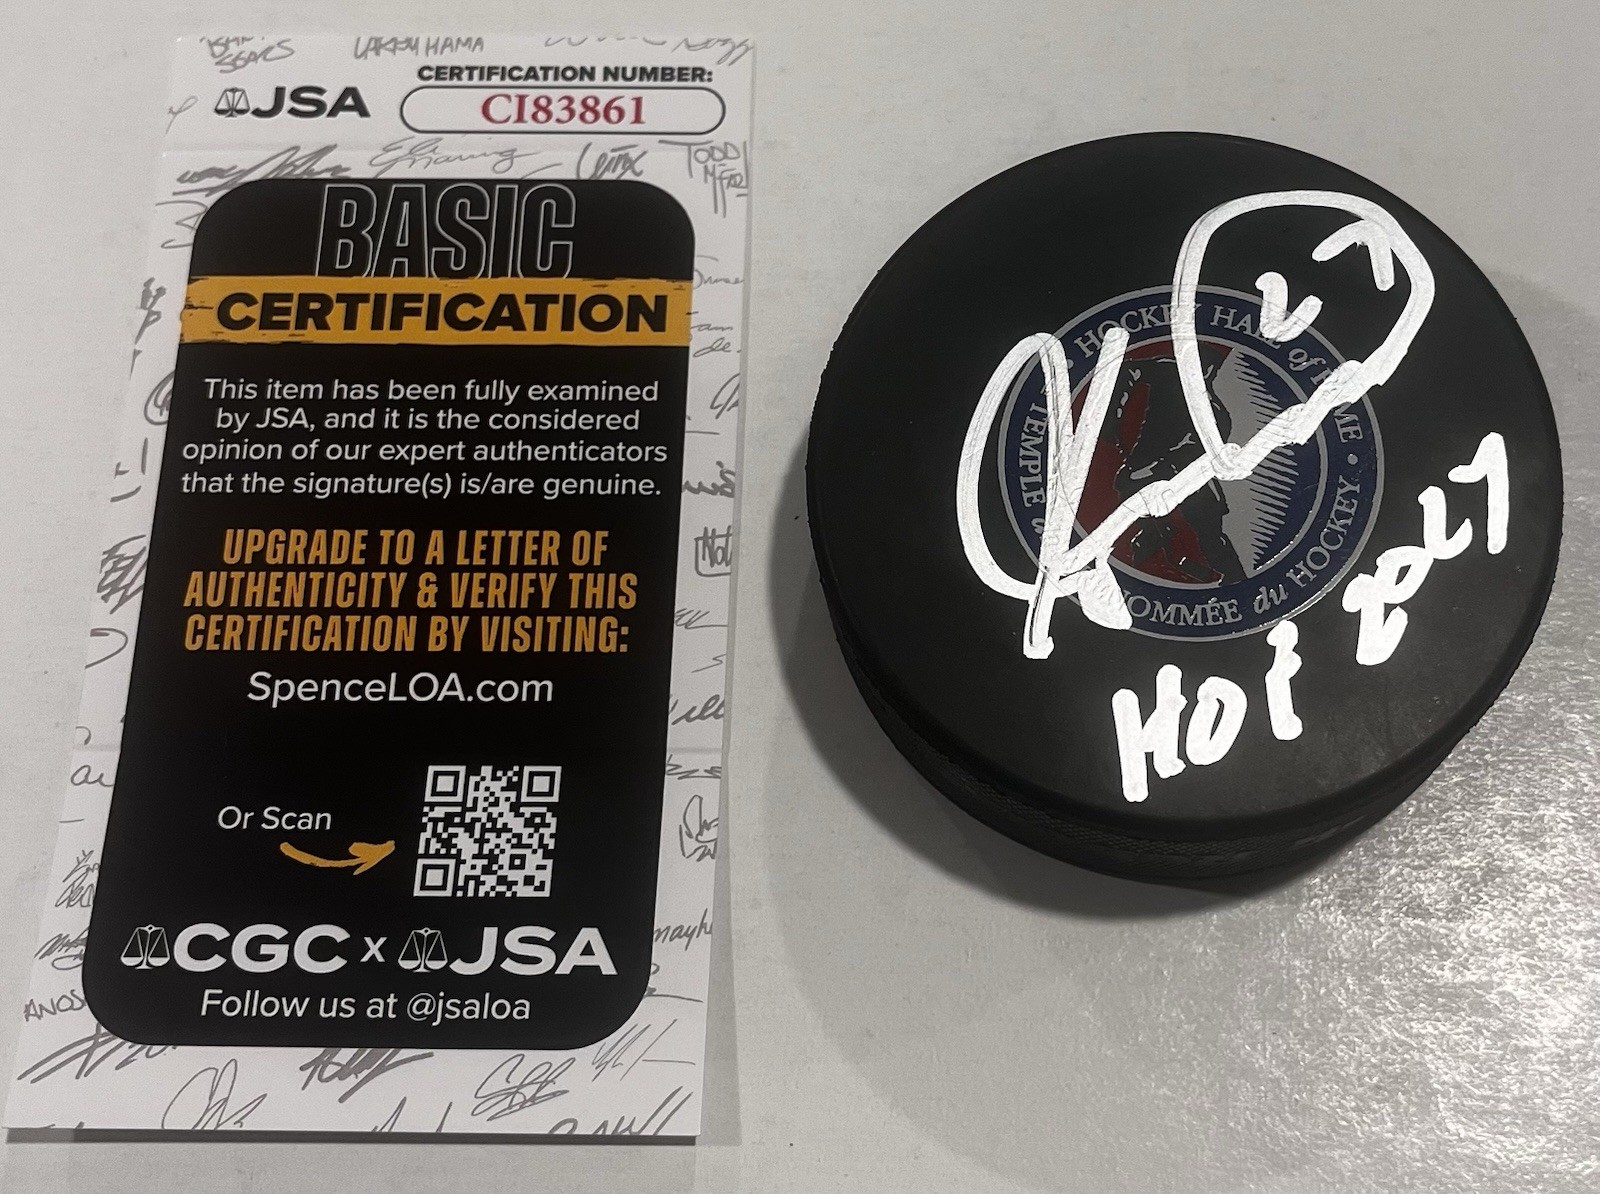 JSA
CERTIFICATION NUMBER:
CI83861
BASIC
CERTIFICATION
This item has been fully examined
by JSA, and it is the considered
opinion of our expert authenticators
that the signature(s) is/are genuine.
UPGRADE TO A LETTER OF
AUTHENTICITY & VERIFY THIS
CERTIFICATION BY VISITING:
SpenceLOA.com
Or Scan
CGC x JSA
Follow us at @jsaloa
HOCKEY HALL of FAME
TEMPLE
RENOMMÉE du HOCKEY
27
HOF 2017